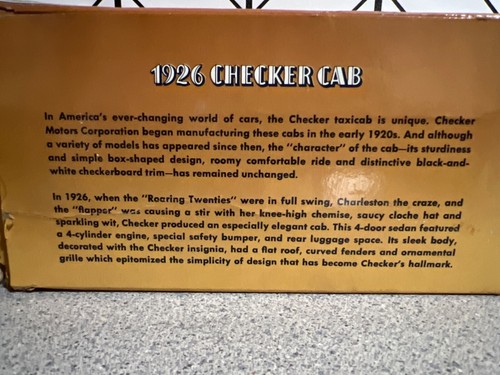 1926 CHECKER CAB
In America's ever-changing world of cars, the Checker taxicab is unique. Checker
Motors Corporation began manufacturing these cabs in the early 1920s. And although
a variety of models has appeared since then, the "character" of the cab—its sturdiness
and simple box-shaped design, roomy comfortable ride and distinctive black-and-
white checkerboard trim—has remained unchanged.
In 1926, when the "Roaring Twenties" were in full swing, Charleston the craze, and
the "flapper" was causing a stir with her knee-high chemise, saucy cloche hat and
sparkling wit, Checker produced an especially elegant cab. This 4-door sedan featured
a 4-cylinder engine, special safety bumper, and rear luggage space. Its sleek body,
decorated with the Checker insignia, had a flat roof, curved fenders and ornamental
grille which epitomized the simplicity of design that has become Checker's hallmark.